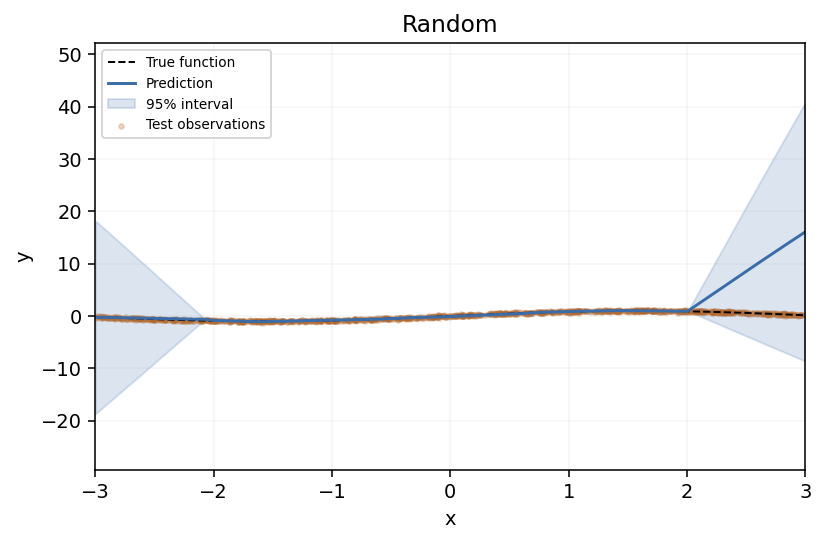 Random
True function
Prediction
95% interval
Test observations
50
40
30
20
10
0
−10
−20
y
−3 −2 −1 0 1 2 3
x